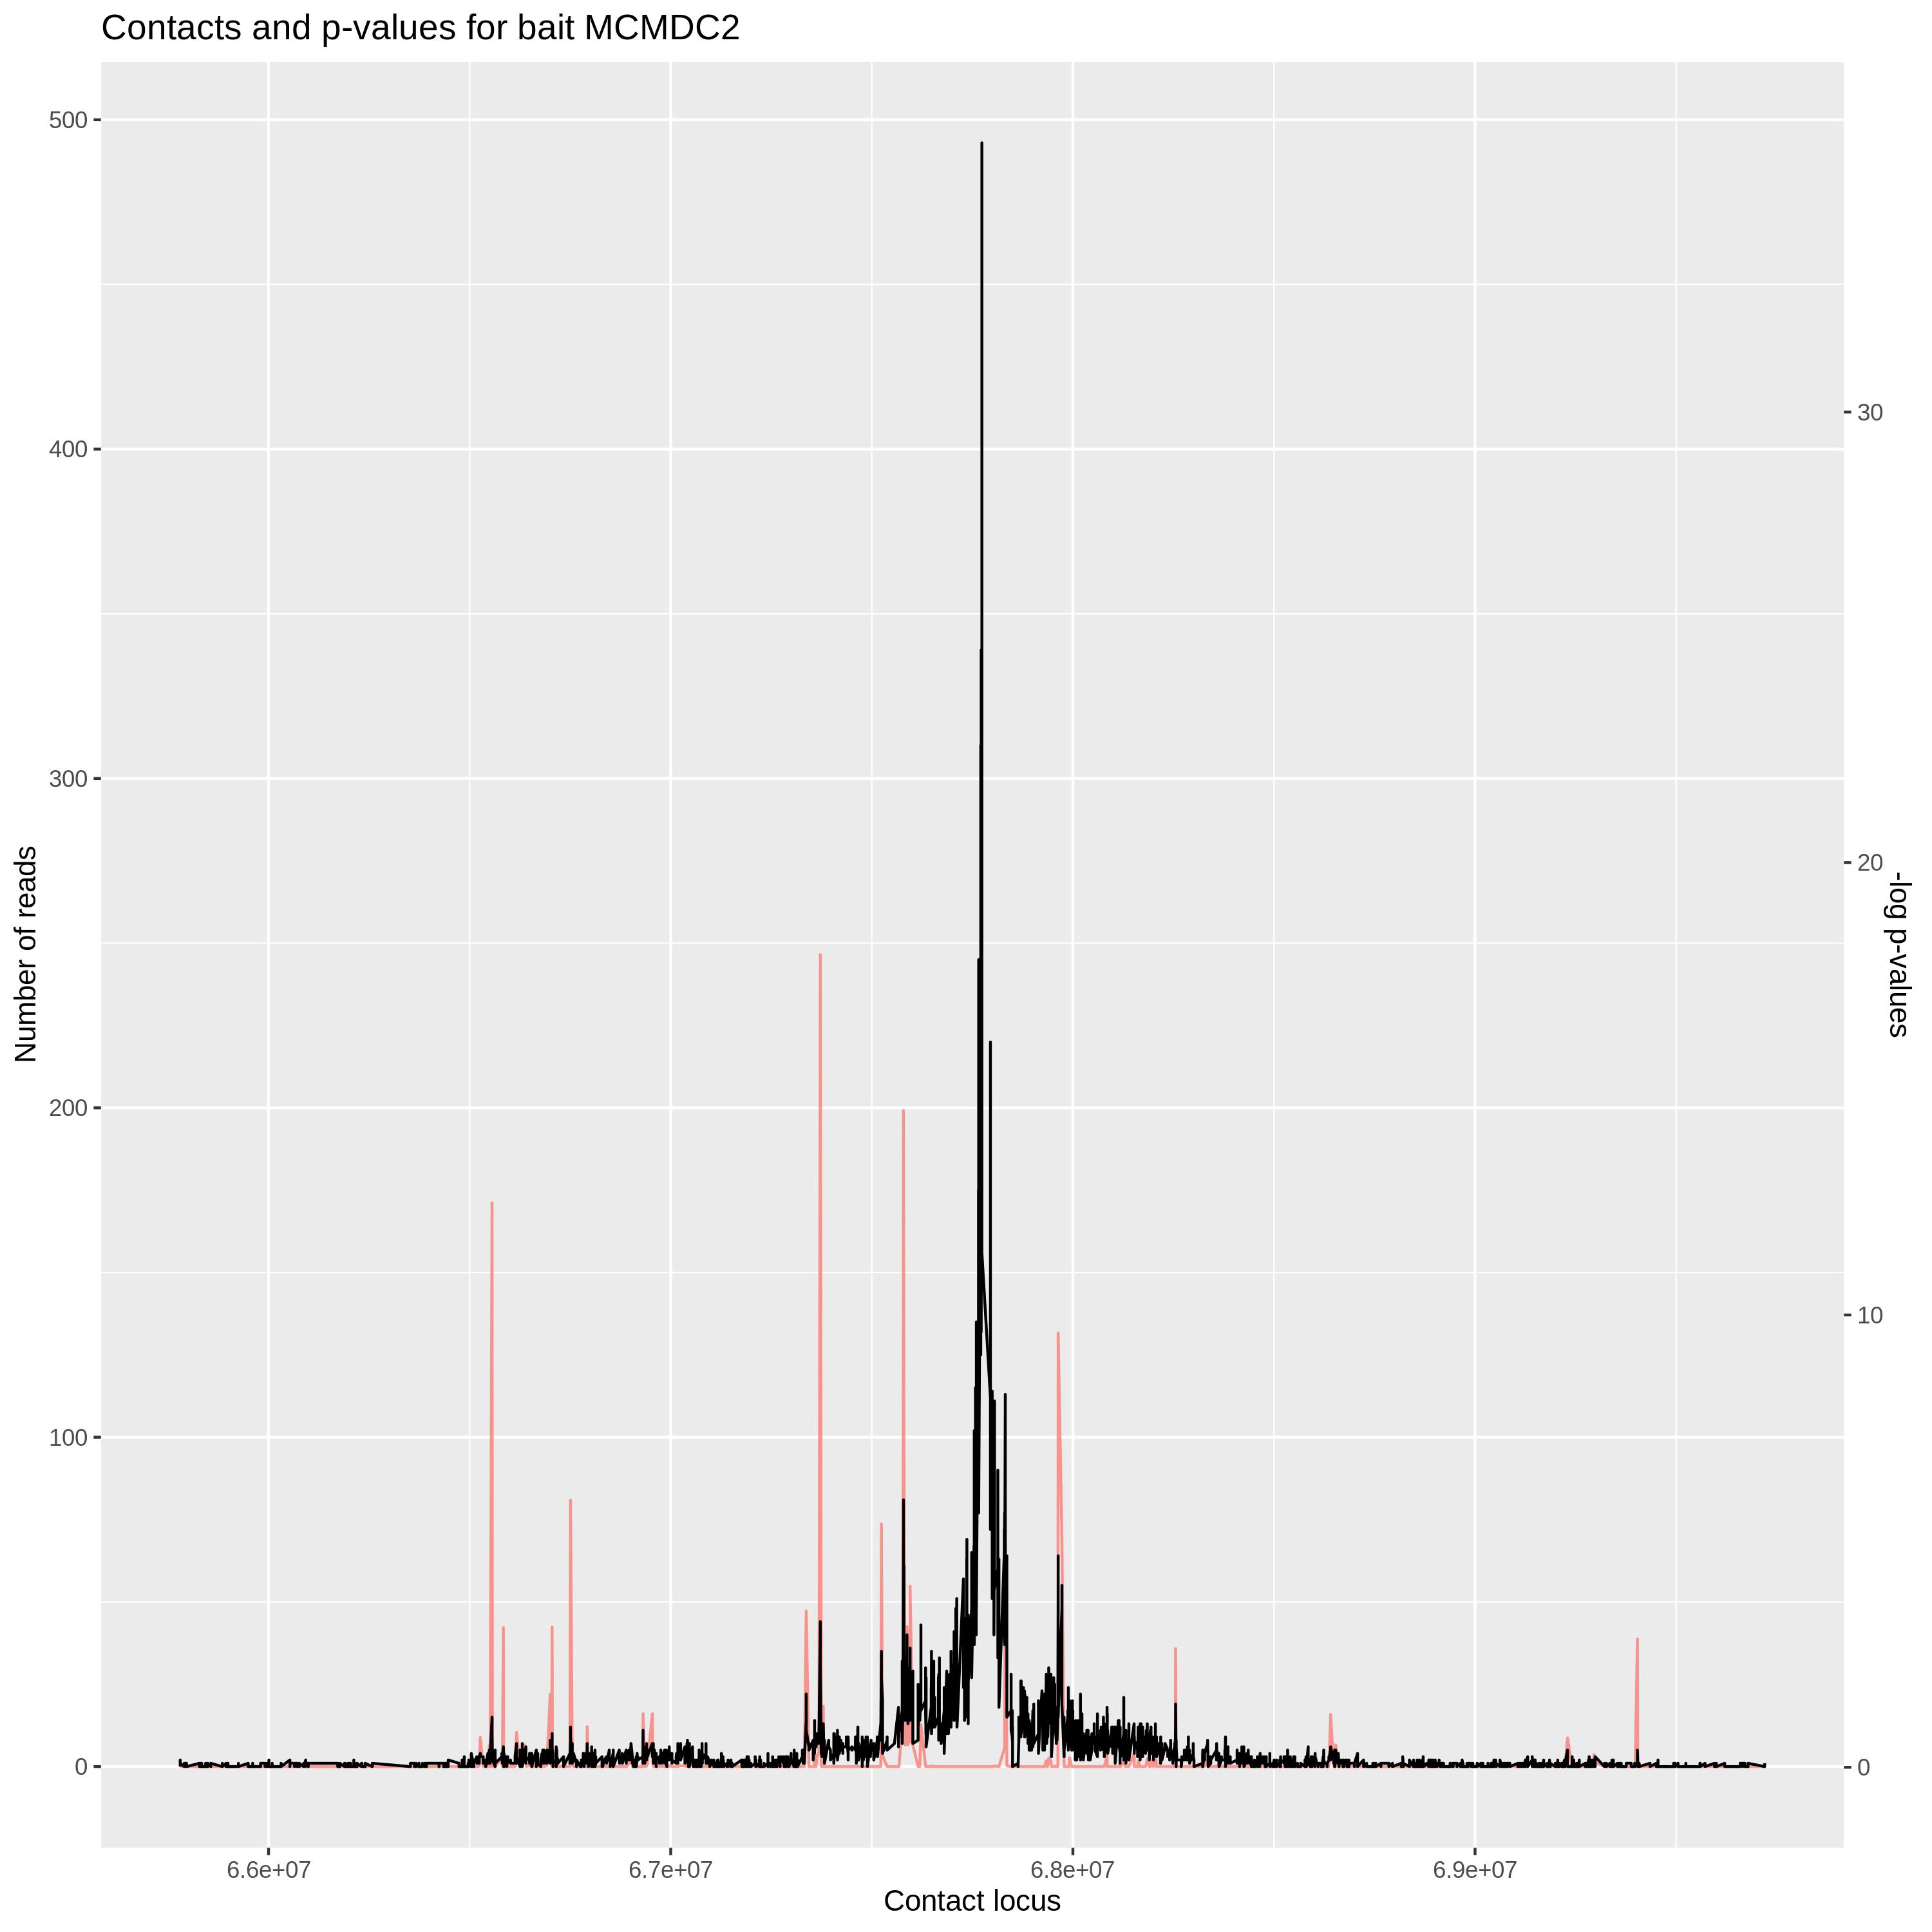 Contacts and p-values for bait MCMDC2
500
400
300
200
100
0
Number of reads
30
20
10
0
-log p-values
6.6e+07
6.7e+07
6.8e+07
6.9e+07
Contact locus